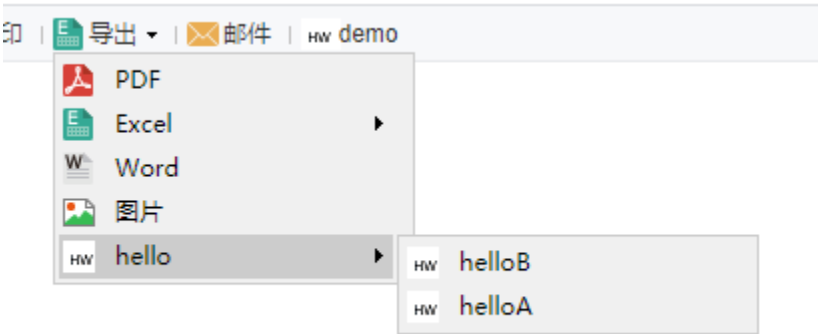 印 | 导出 | 邮件 | HW demo
PDF
Excel
W Word
图片
HW hello
HW helloB
HW helloA